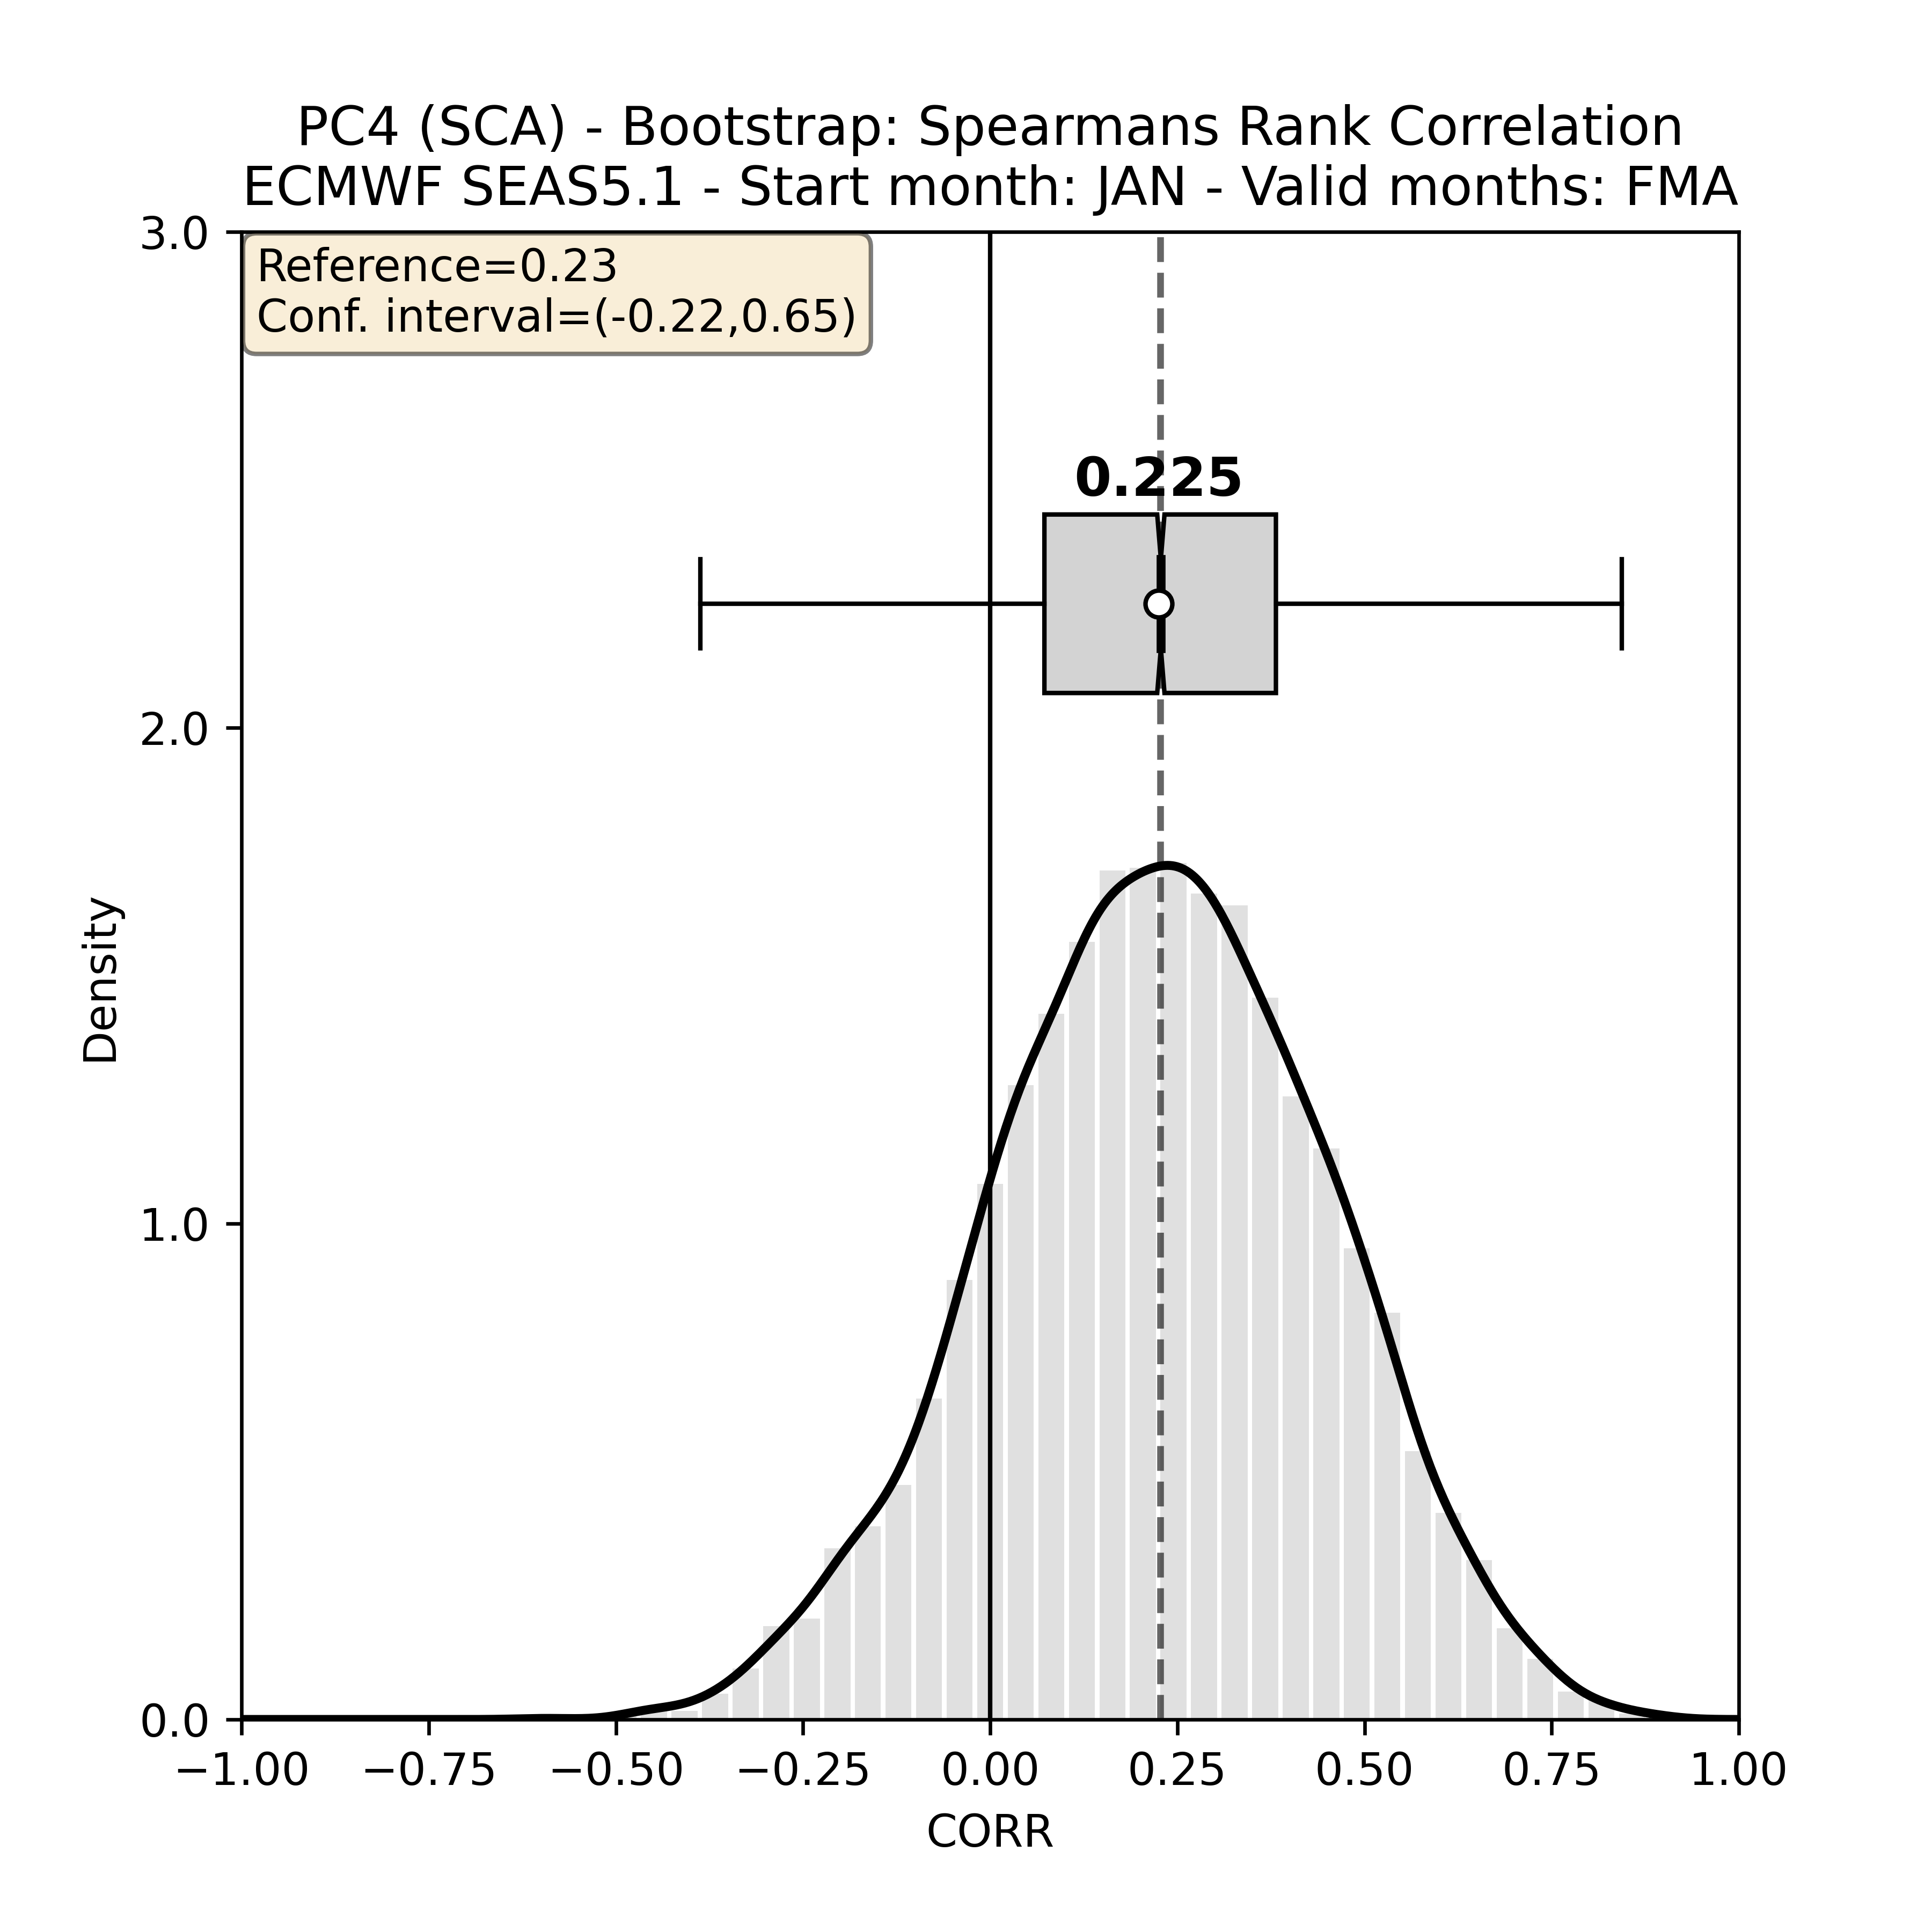 PC4 (SCA) - Bootstrap: Spearmans Rank Correlation
ECMWF SEAS5.1 - Start month: JAN - Valid months: FMA
Reference=0.23
Conf. interval=(-0.22,0.65)
0.225
3.0
2.0
1.0
0.0
Density
−1.00 −0.75 −0.50 −0.25 0.00 0.25 0.50 0.75 1.00
CORR